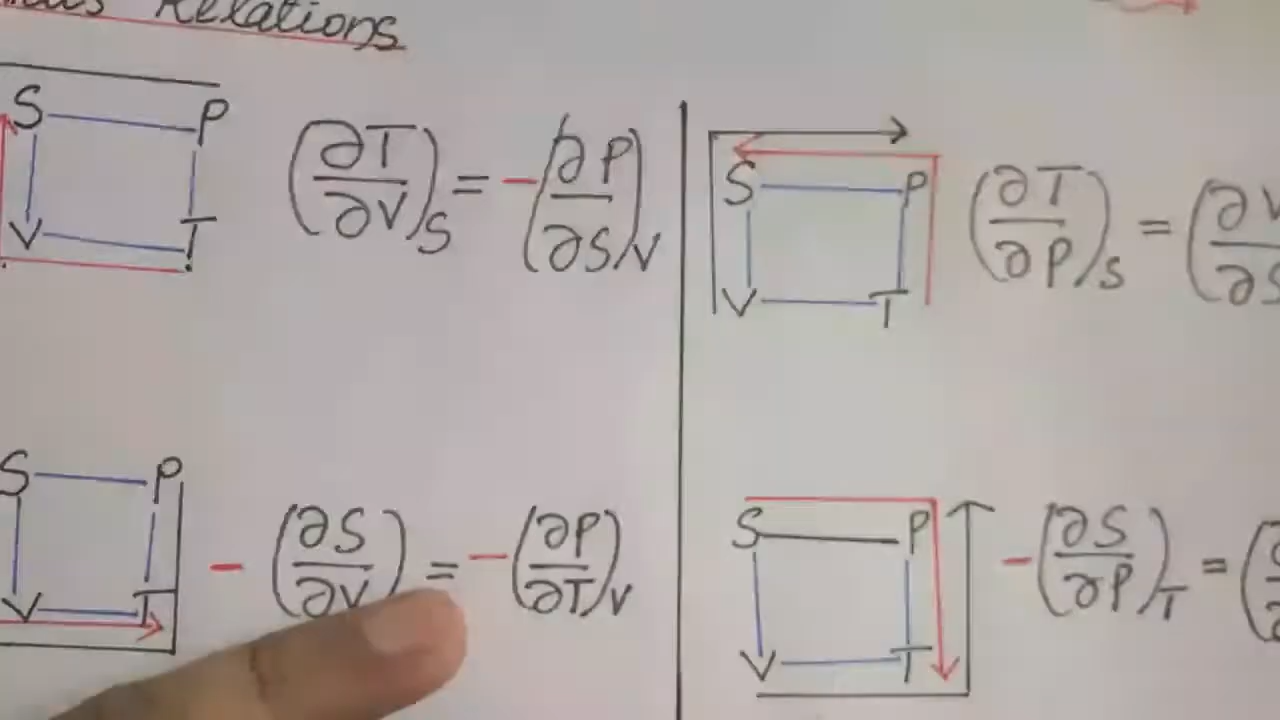 Relations
S P
V T
(∂T/∂V)S = -(∂P/∂S)V
S P
V T
(∂T/∂P)S = (∂V/∂S
S P
V T
-(∂S/∂V) = -(∂P/∂T)V
S P
V T
-(∂S/∂P)T = (